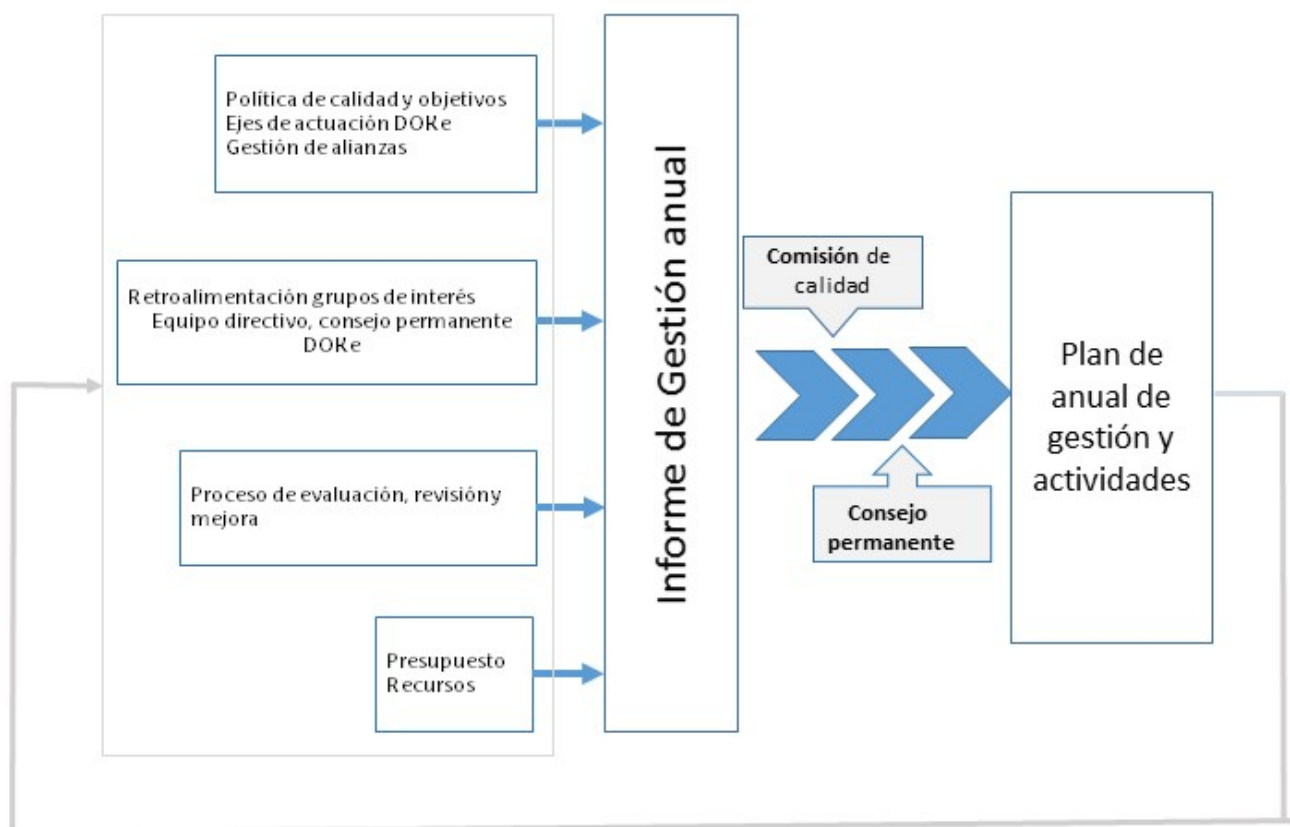 Política de calidad y objetivos
Ejes de actuación DOKe
Gestión de alianzas
Retroalimentación grupos de interés
Equipo directivo, consejo permanente
DOKe
Proceso de evaluación, revisión y
mejora
Presupuesto
Recursos
Informe de Gestión anual
Comisión de
calidad
Consejo
permanente
Plan de
anual de
gestión y
actividades